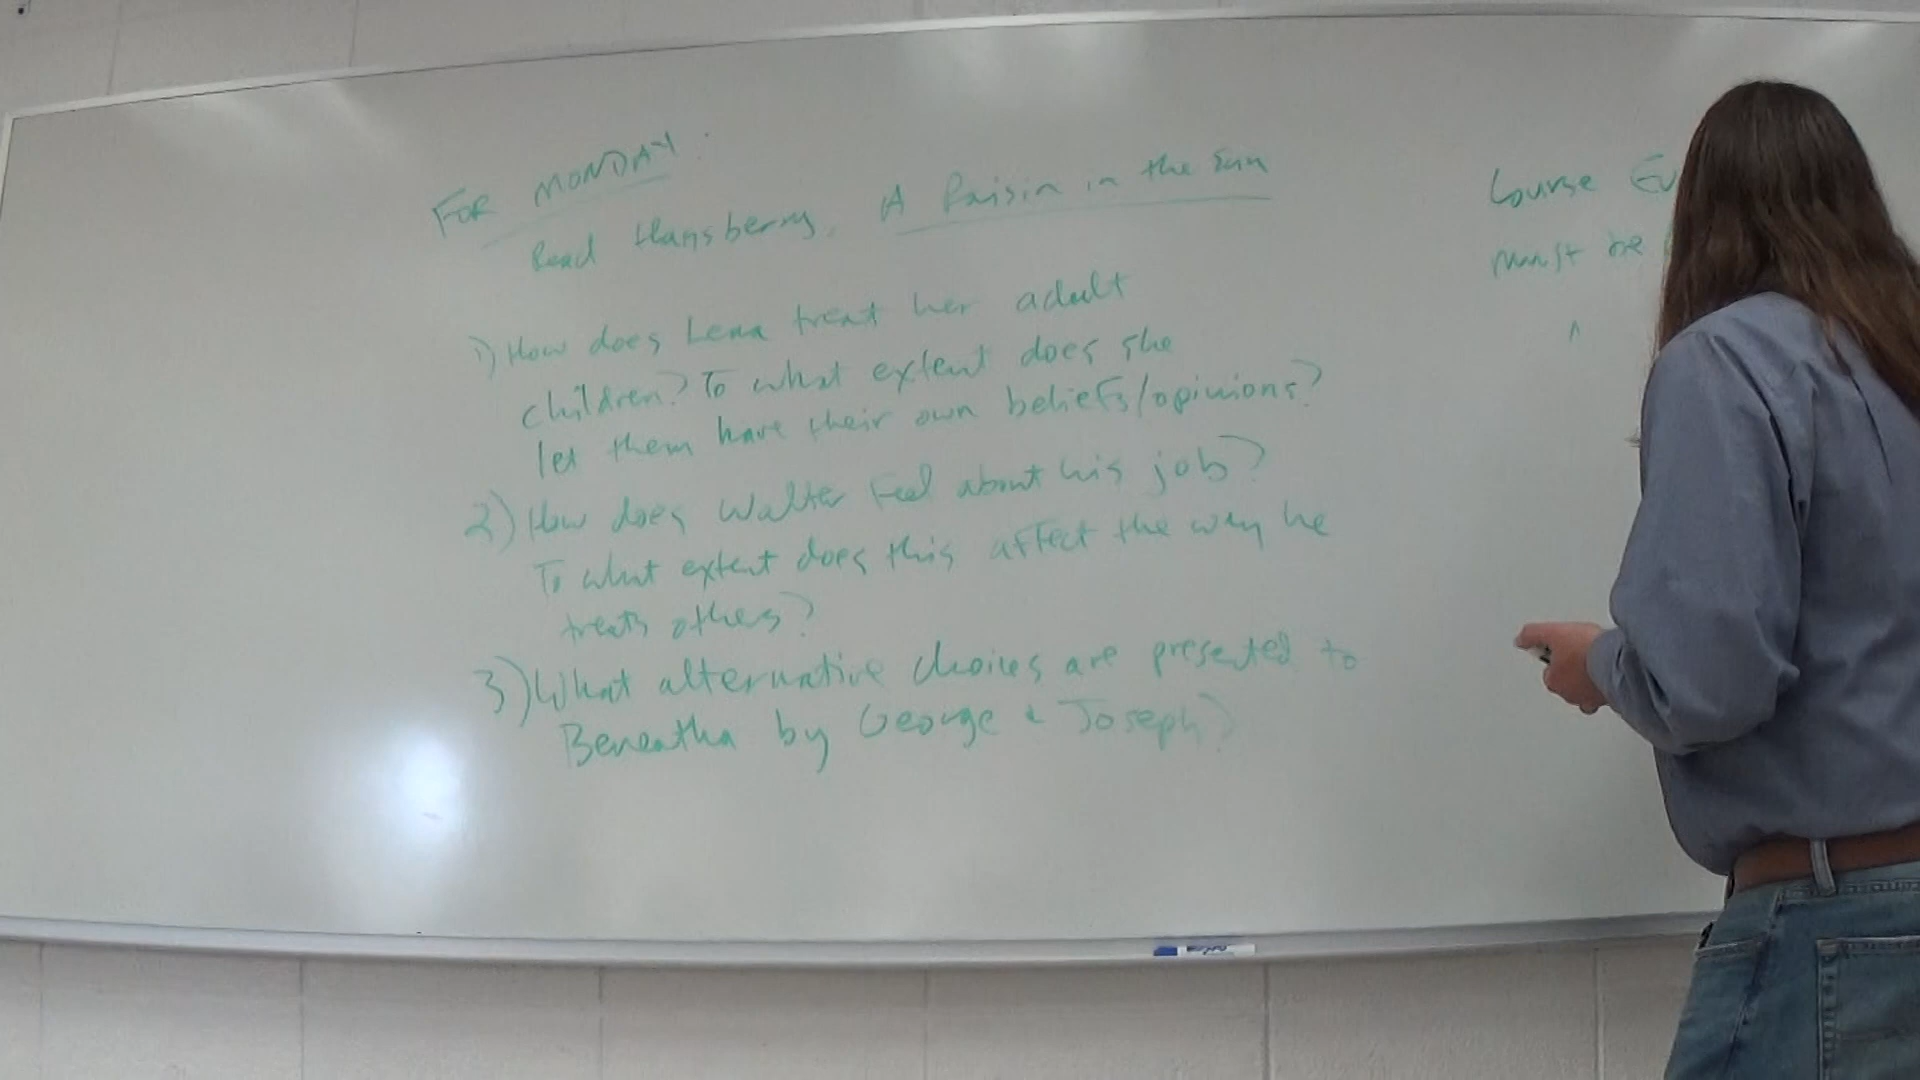 FOR MONDAY:
Read Hansberry, A Raisin in the Sun
1) How does Lena treat her adult
children? To what extent does she
let them have their own beliefs/opinions?
2) How does Walter feel about his job?
To what extent does this affect the way he
treats others?
3) What alternative choices are presented to
Beneatha by George & Joseph?
Course Ev
must be